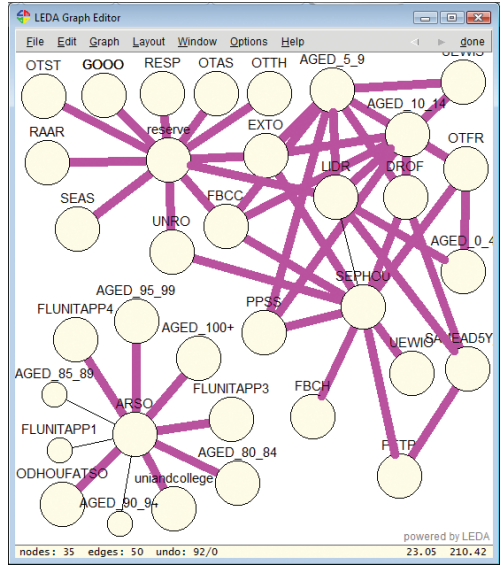 LEDA Graph Editor
File Edit Graph Layout Window Options Help done
OTST GOOO RESP OTAS OTTH AGED_5_9
AGED_10_14
RAAR reserve EXTO OTFR
LIDR DROF
SEAS FBCC
UNRO AGED_0_4
SEPHOU
AGED_95_99 PPSS
FLUNITAPP4 AGED_100+
UEWIS
AGED_85_89 FLUNITAPP3 FBCH
ARSO
FLUNITAPP1
AGED_80_84
ODHOUFATSO uniandcollege
AGED_90_94
powered by LEDA
nodes: 35 edges: 50 undo: 92/0 23.05 210.42